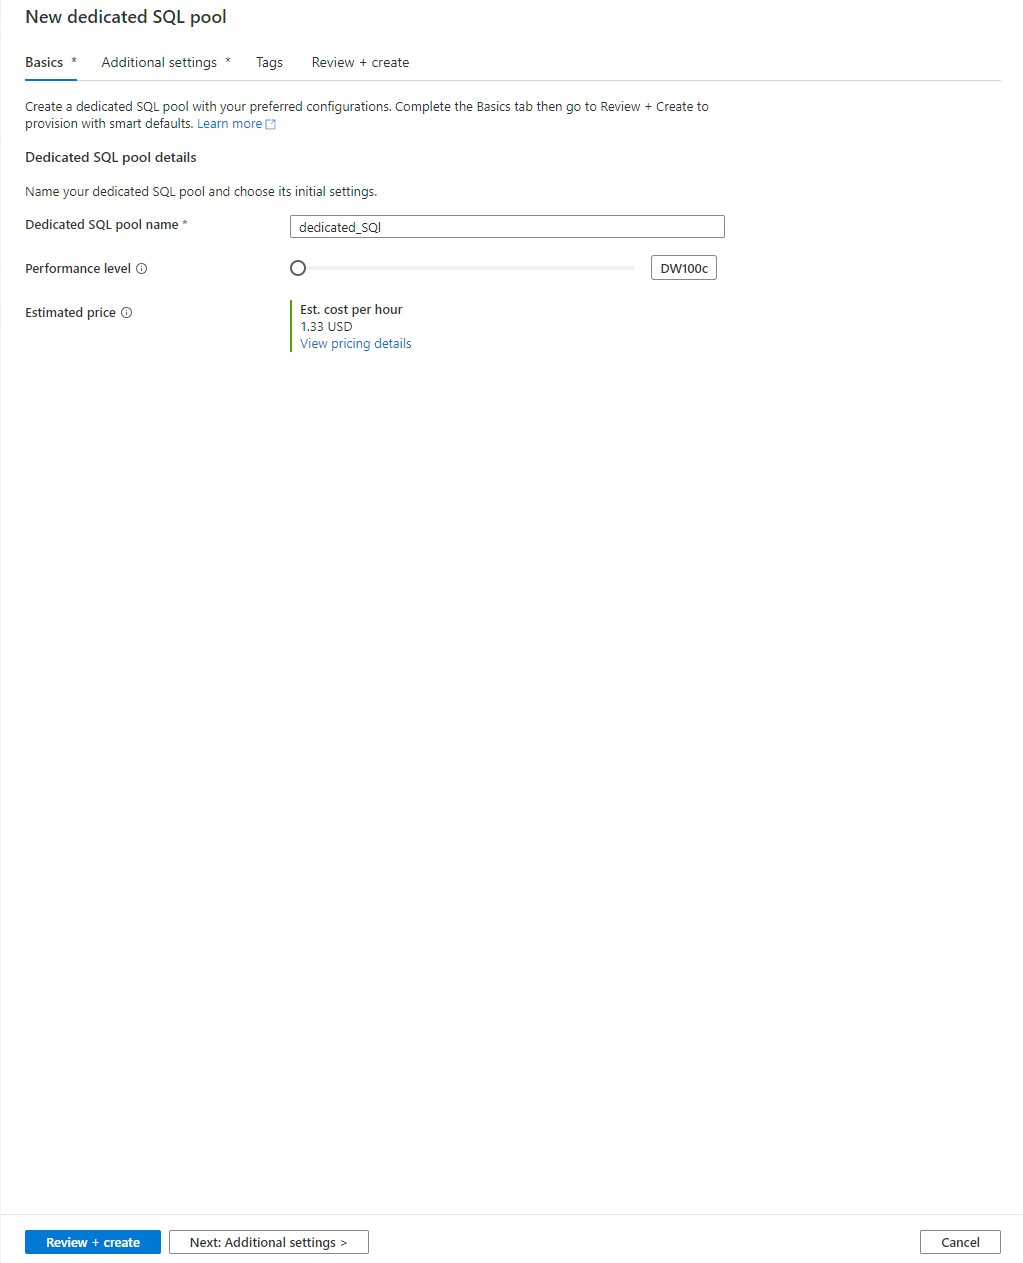 New dedicated SQL pool
Basics * Additional settings * Tags Review + create
Create a dedicated SQL pool with your preferred configurations. Complete the Basics tab then go to Review + Create to
provision with smart defaults. Learn more
Dedicated SQL pool details
Name your dedicated SQL pool and choose its initial settings.
Dedicated SQL pool name * dedicated_SQl
Performance level DW100c
Estimated price Est. cost per hour
1.33 USD
View pricing details
Review + create Next: Additional settings > Cancel